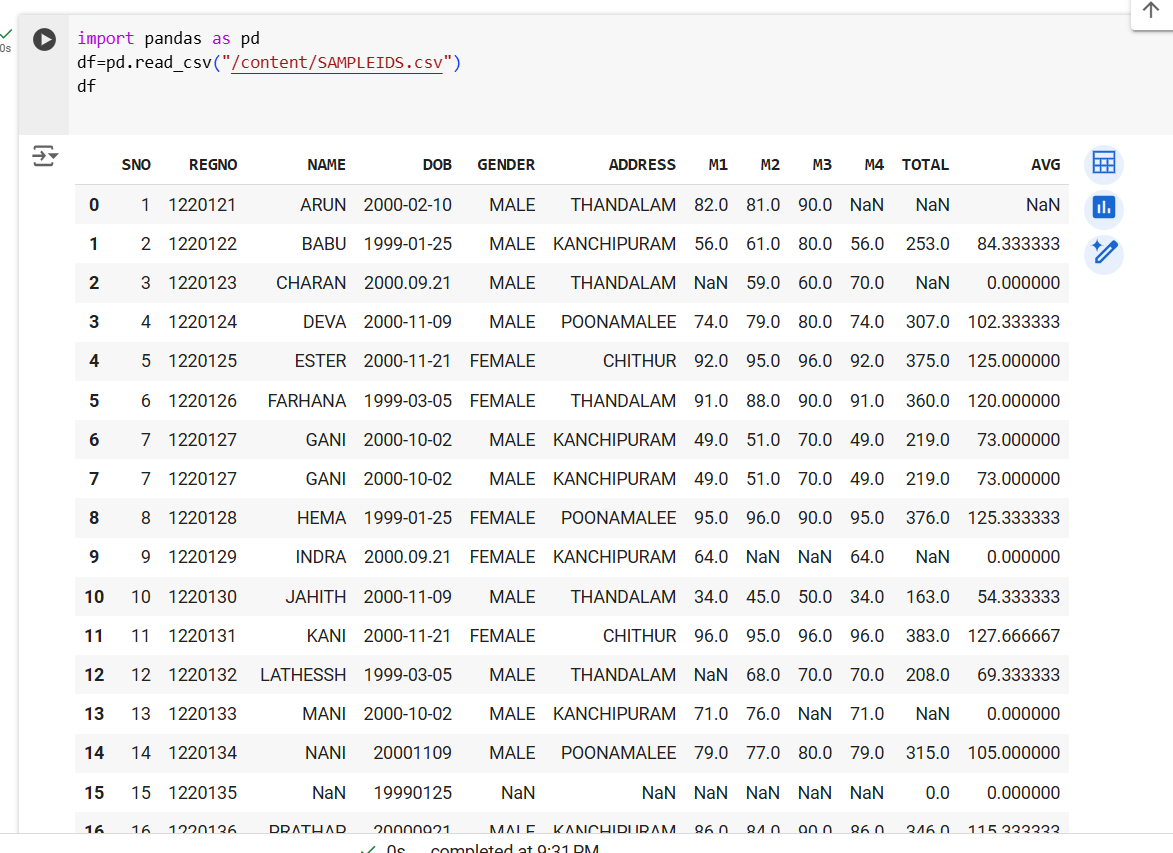 0s
import pandas as pd
df=pd.read_csv("/content/SAMPLEIDS.csv")
df
SNO REGNO NAME DOB GENDER ADDRESS M1 M2 M3 M4 TOTAL AVG
0 1 1220121 ARUN 2000-02-10 MALE THANDALAM 82.0 81.0 90.0 NaN NaN NaN
1 2 1220122 BABU 1999-01-25 MALE KANCHIPURAM 56.0 61.0 80.0 56.0 253.0 84.333333
2 3 1220123 CHARAN 2000.09.21 MALE THANDALAM NaN 59.0 60.0 70.0 NaN 0.000000
3 4 1220124 DEVA 2000-11-09 MALE POONAMALEE 74.0 79.0 80.0 74.0 307.0 102.333333
4 5 1220125 ESTER 2000-11-21 FEMALE CHITHUR 92.0 95.0 96.0 92.0 375.0 125.000000
5 6 1220126 FARHANA 1999-03-05 FEMALE THANDALAM 91.0 88.0 90.0 91.0 360.0 120.000000
6 7 1220127 GANI 2000-10-02 MALE KANCHIPURAM 49.0 51.0 70.0 49.0 219.0 73.000000
7 7 1220127 GANI 2000-10-02 MALE KANCHIPURAM 49.0 51.0 70.0 49.0 219.0 73.000000
8 8 1220128 HEMA 1999-01-25 FEMALE POONAMALEE 95.0 96.0 90.0 95.0 376.0 125.333333
9 9 1220129 INDRA 2000.09.21 FEMALE KANCHIPURAM 64.0 NaN NaN 64.0 NaN 0.000000
10 10 1220130 JAHITH 2000-11-09 MALE THANDALAM 34.0 45.0 50.0 34.0 163.0 54.333333
11 11 1220131 KANI 2000-11-21 FEMALE CHITHUR 96.0 95.0 96.0 96.0 383.0 127.666667
12 12 1220132 LATHESSH 1999-03-05 MALE THANDALAM NaN 68.0 70.0 70.0 208.0 69.333333
13 13 1220133 MANI 2000-10-02 MALE KANCHIPURAM 71.0 76.0 NaN 71.0 NaN 0.000000
14 14 1220134 NANI 20001109 MALE POONAMALEE 79.0 77.0 80.0 79.0 315.0 105.000000
15 15 1220135 NaN 19990125 NaN NaN NaN NaN NaN NaN 0.0 0.000000
16 16 1220136 PRATHAP 20000921 MALE KANCHIPURAM 86.0 84.0 90.0 86.0 346.0 115.333333
0s completed at 9:31 PM